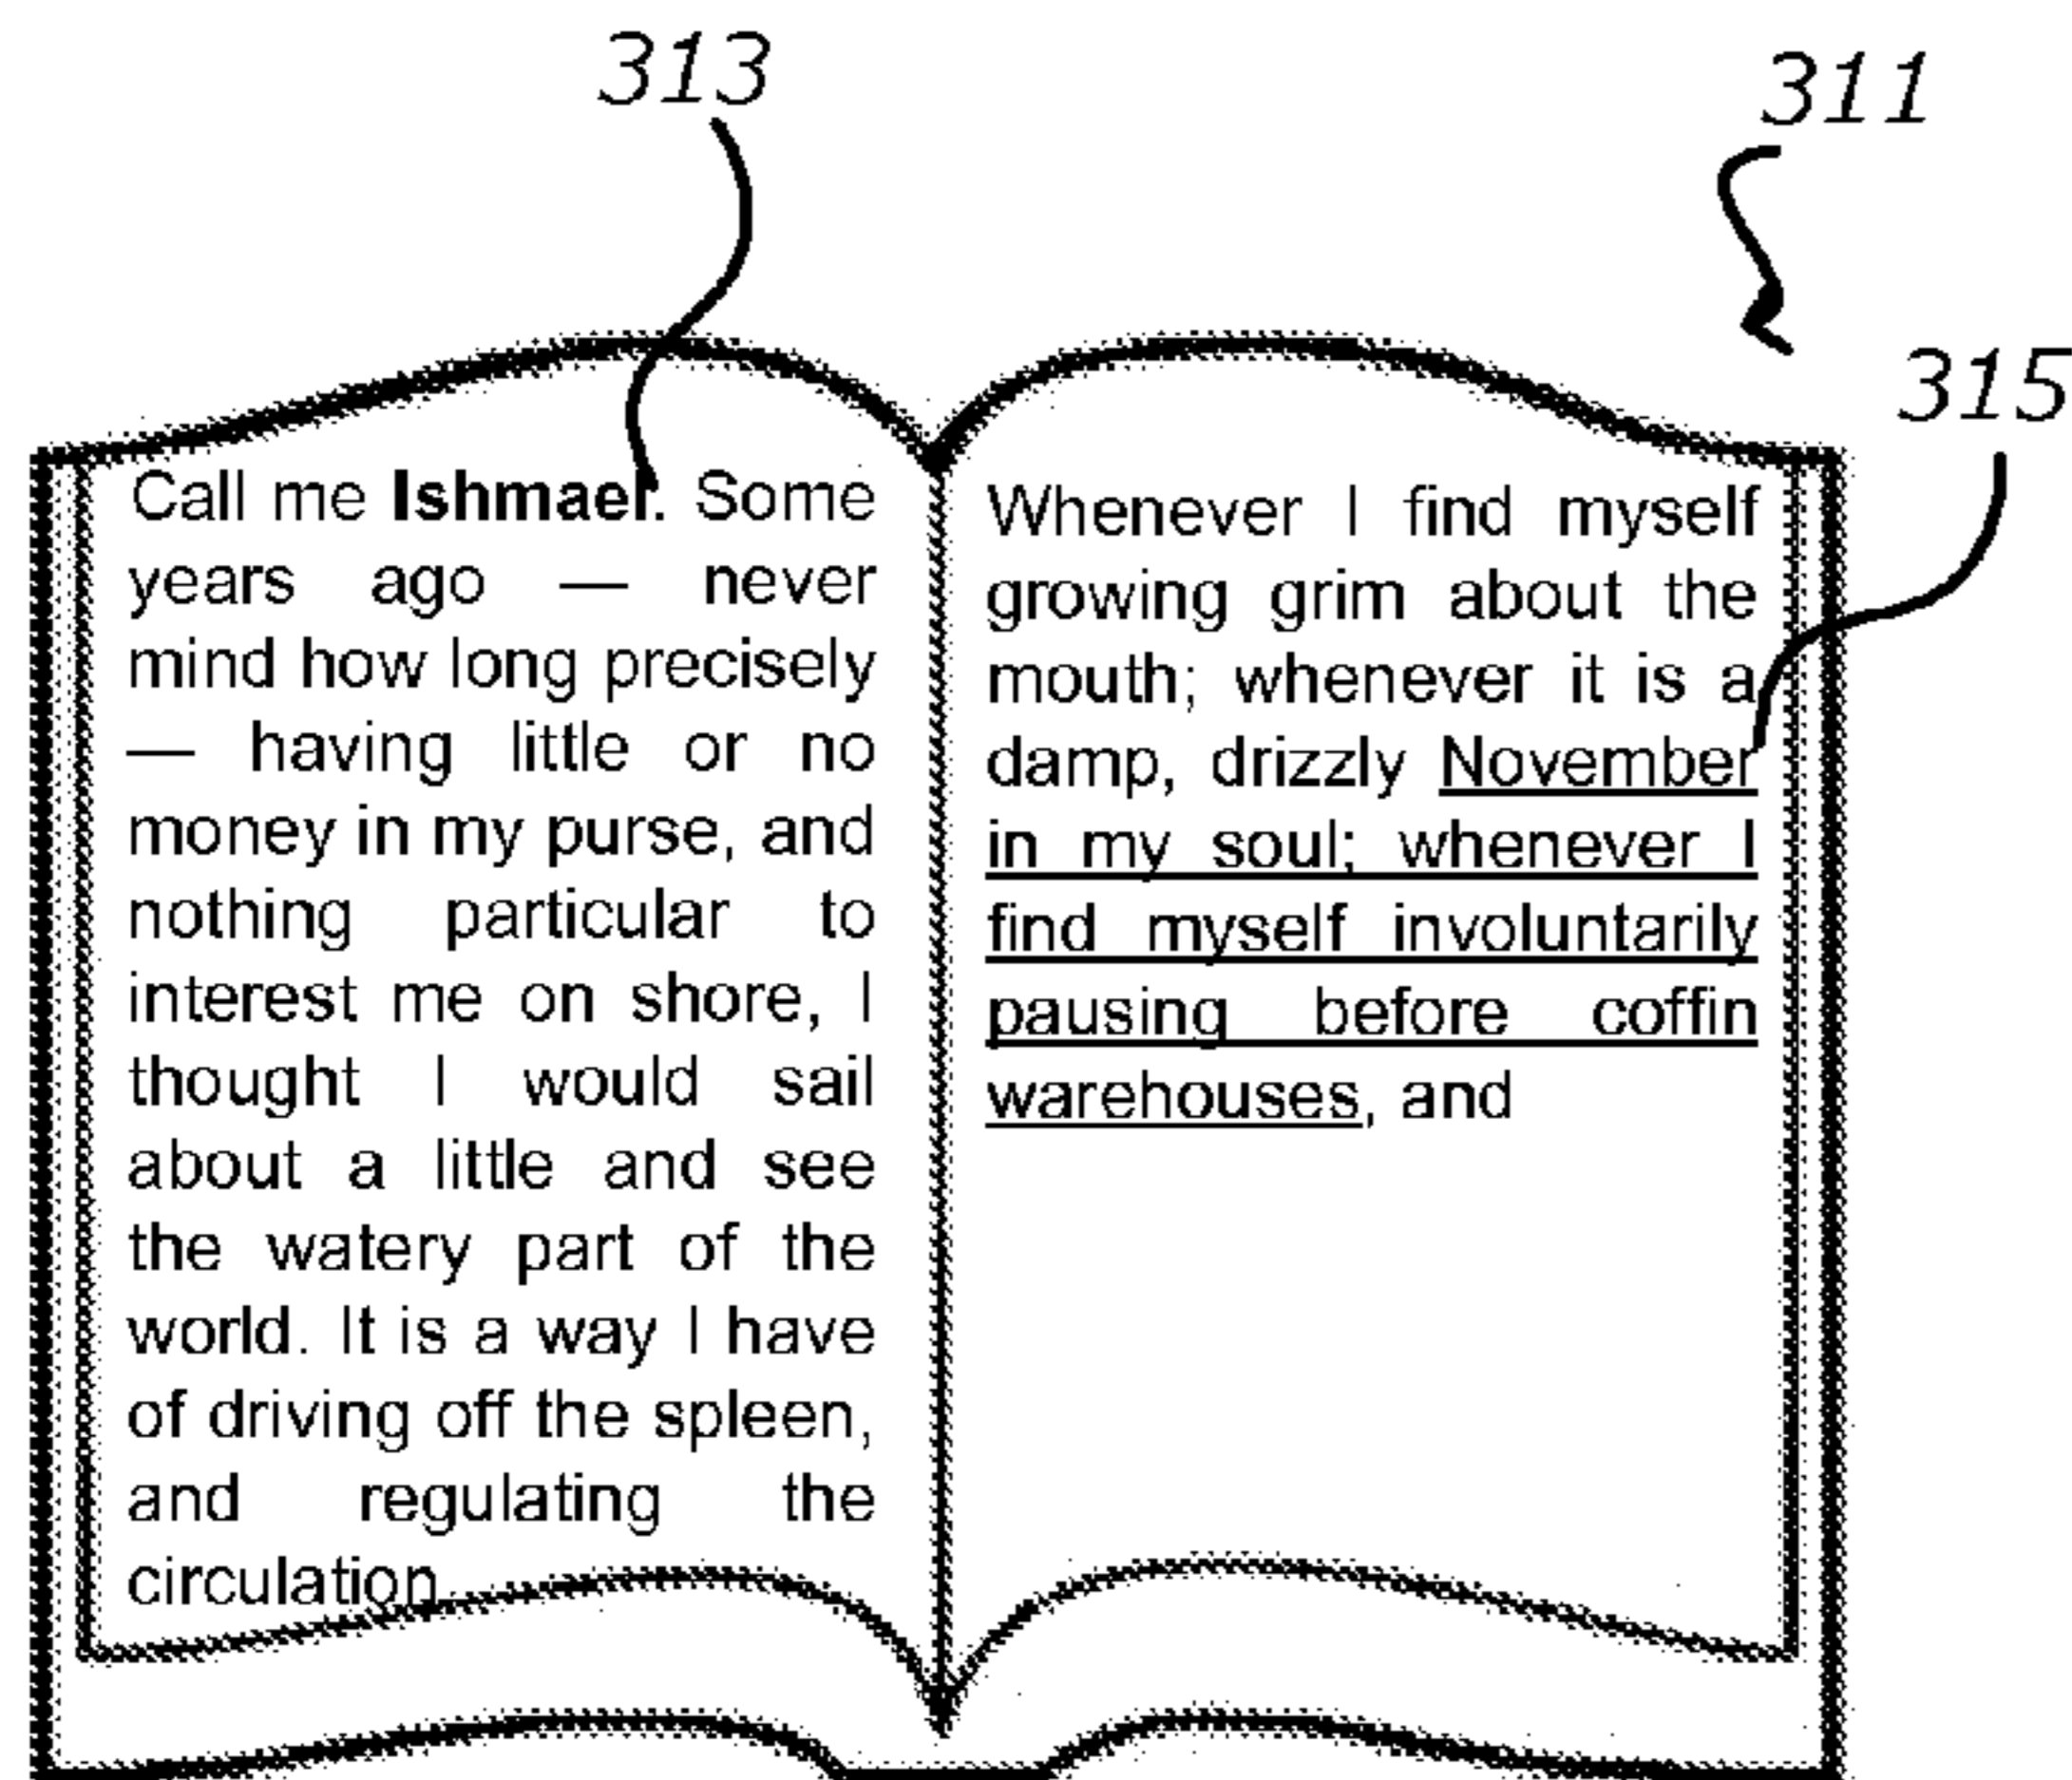 313
311
315
Call me Ishmael. Some
years ago — never
mind how long precisely
— having little or no
money in my purse, and
nothing particular to
interest me on shore, I
thought I would sail
about a little and see
the watery part of the
world. It is a way I have
of driving off the spleen,
and regulating the
circulation
Whenever I find myself
growing grim about the
mouth; whenever it is a
damp, drizzly November
in my soul; whenever I
find myself involuntarily
pausing before coffin
warehouses, and